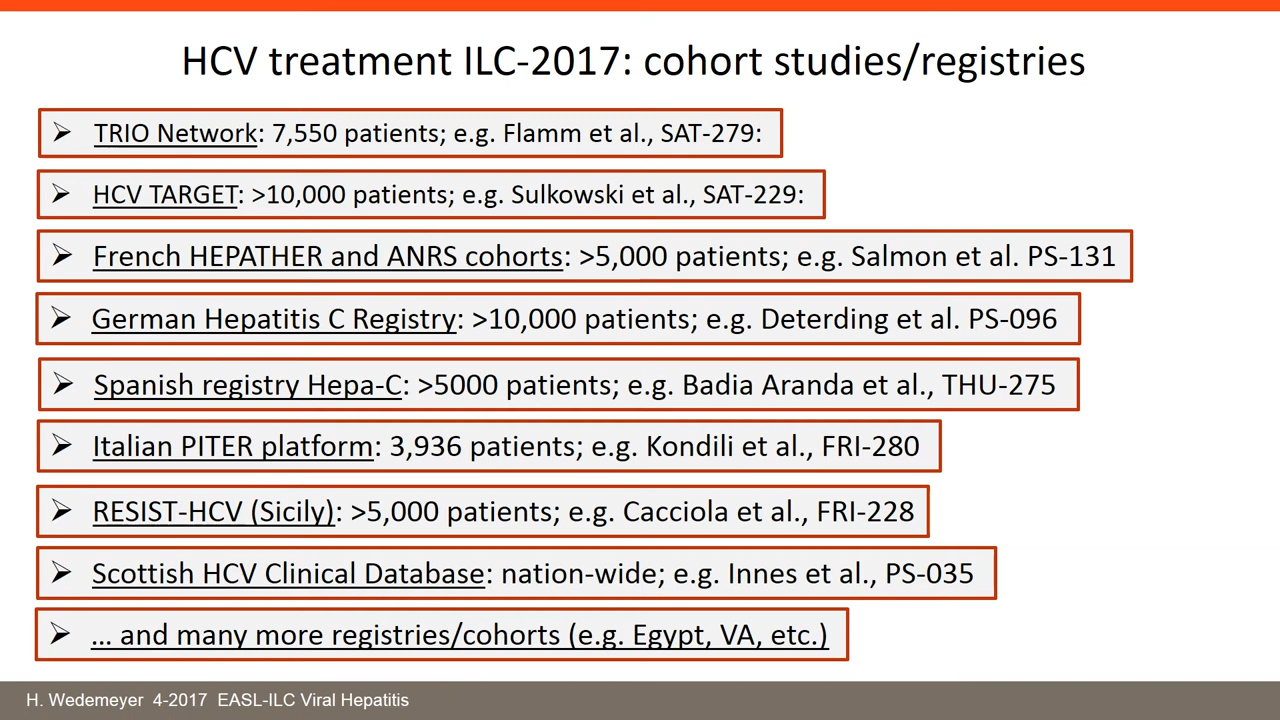 HCV treatment ILC-2017: cohort studies/registries
➢ TRIO Network: 7,550 patients; e.g. Flamm et al., SAT-279:
➢ HCV TARGET: >10,000 patients; e.g. Sulkowski et al., SAT-229:
➢ French HEPATHER and ANRS cohorts: >5,000 patients; e.g. Salmon et al. PS-131
➢ German Hepatitis C Registry: >10,000 patients; e.g. Deterding et al. PS-096
➢ Spanish registry Hepa-C: >5000 patients; e.g. Badia Aranda et al., THU-275
➢ Italian PITER platform: 3,936 patients; e.g. Kondili et al., FRI-280
➢ RESIST-HCV (Sicily): >5,000 patients; e.g. Cacciola et al., FRI-228
➢ Scottish HCV Clinical Database: nation-wide; e.g. Innes et al., PS-035
➢ … and many more registries/cohorts (e.g. Egypt, VA, etc.)
H. Wedemeyer 4-2017 EASL-ILC Viral Hepatitis